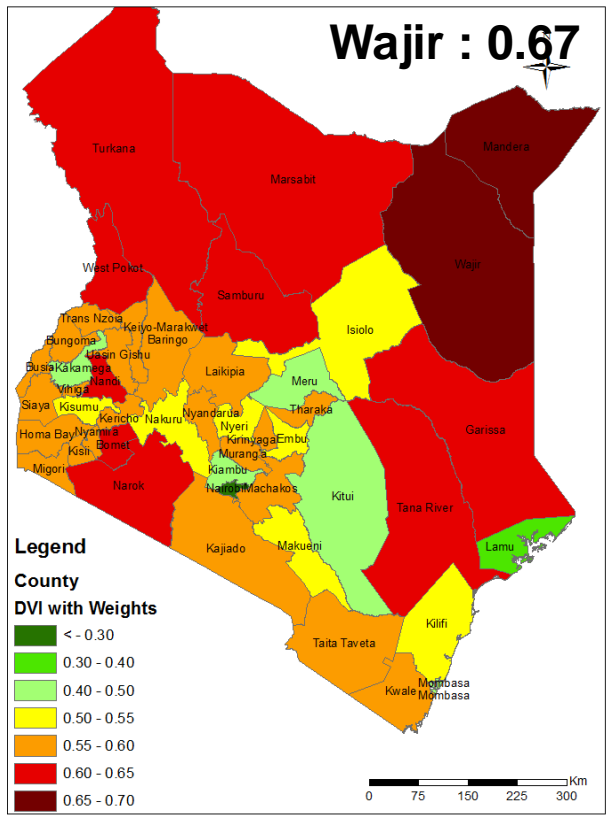 Wajir : 0.67
Turkana
Marsabit
Mandera
Wajir
West Pokot
Samburu
Isiolo
Trans Nzoia
Keiyo-Marakwet
Bungoma
Baringo
Uasin Gishu
Busia
Kakamega
Laikipia
Nandi
Meru
Vihiga
Siaya
Kisumu
Nakuru
Nyandarua
Tharaka
Kericho
Nyeri
Garissa
Homa Bay
Nyamira
Kirinyaga
Embu
Bomet
Kisii
Murang'a
Migori
Kiambu
Narok
Nairobi
Machakos
Kitui
Tana River
Kajiado
Makueni
Lamu
Kilifi
Taita Taveta
Kwale
Mombasa
Mombasa
Legend
County
DVI with Weights
< - 0.30
0.30 - 0.40
0.40 - 0.50
0.50 - 0.55
0.55 - 0.60
0.60 - 0.65
0.65 - 0.70
Km
0 75 150 225 300